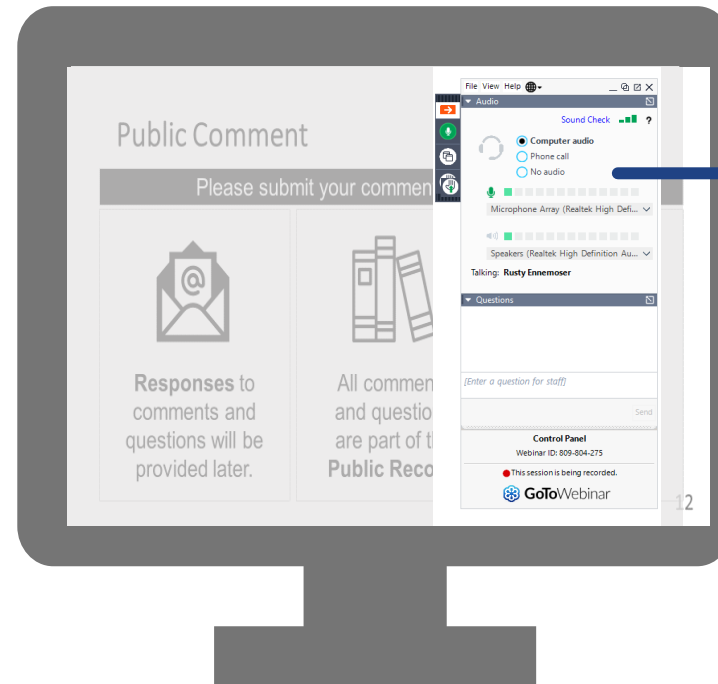 Public Comment
Please submit your commen
Responses to
comments and
questions will be
provided later.
All commen
and questio
are part of t
Public Reco
12
File View Help
Audio
Sound Check ?
Computer audio
Phone call
No audio
Microphone Array (Realtek High Defi...
Speakers (Realtek High Definition Au...
Talking: Rusty Ennemoser
Questions
[Enter a question for staff]
Send
Control Panel
Webinar ID: 809-804-275
This session is being recorded.
GoToWebinar